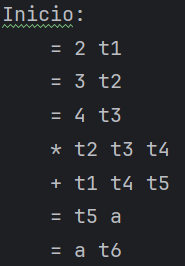 Inicio:
= 2 t1
= 3 t2
= 4 t3
* t2 t3 t4
+ t1 t4 t5
= t5 a
= a t6